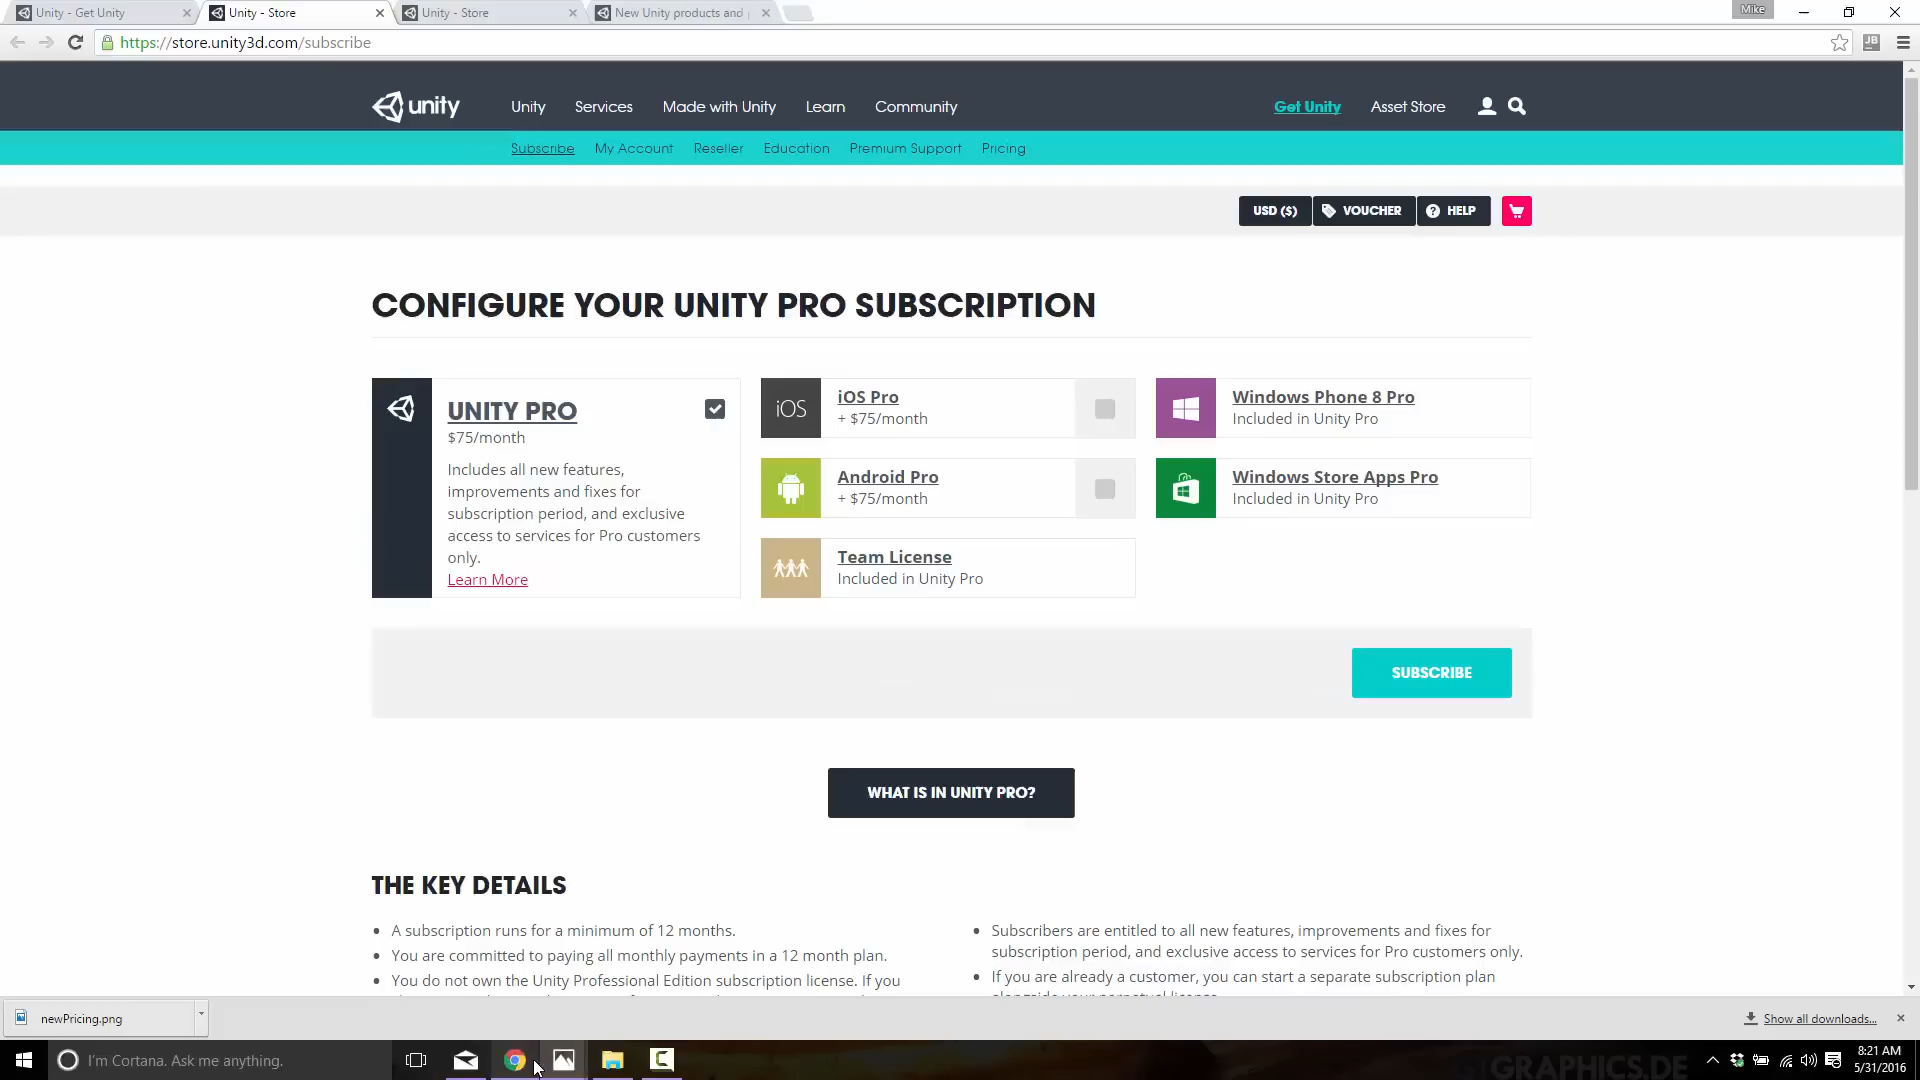 Unity - Get Unity
Unity - Store
Unity - Store
New Unity products and
Mike
https://store.unity3d.com/subscribe
JB
unity
Unity
Services
Made with Unity
Learn
Community
Get Unity
Asset Store
Subscribe
My Account
Reseller
Education
Premium Support
Pricing
USD ($)
VOUCHER
HELP
CONFIGURE YOUR UNITY PRO SUBSCRIPTION
UNITY PRO
$75/month
Includes all new features,
improvements and fixes for
subscription period, and exclusive
access to services for Pro customers
only.
Learn More
iOS
iOS Pro
+ $75/month
Android Pro
+ $75/month
Team License
Included in Unity Pro
Windows Phone 8 Pro
Included in Unity Pro
Windows Store Apps Pro
Included in Unity Pro
SUBSCRIBE
WHAT IS IN UNITY PRO?
THE KEY DETAILS
• A subscription runs for a minimum of 12 months.
• You are committed to paying all monthly payments in a 12 month plan.
• You do not own the Unity Professional Edition subscription license. If you
• Subscribers are entitled to all new features, improvements and fixes for
subscription period, and exclusive access to services for Pro customers only.
• If you are already a customer, you can start a separate subscription plan
alongside your perpetual license.
newPricing.png
Show all downloads...
I'm Cortana. Ask me anything.
GRAPHICS.DE
8:21 AM
5/31/2016